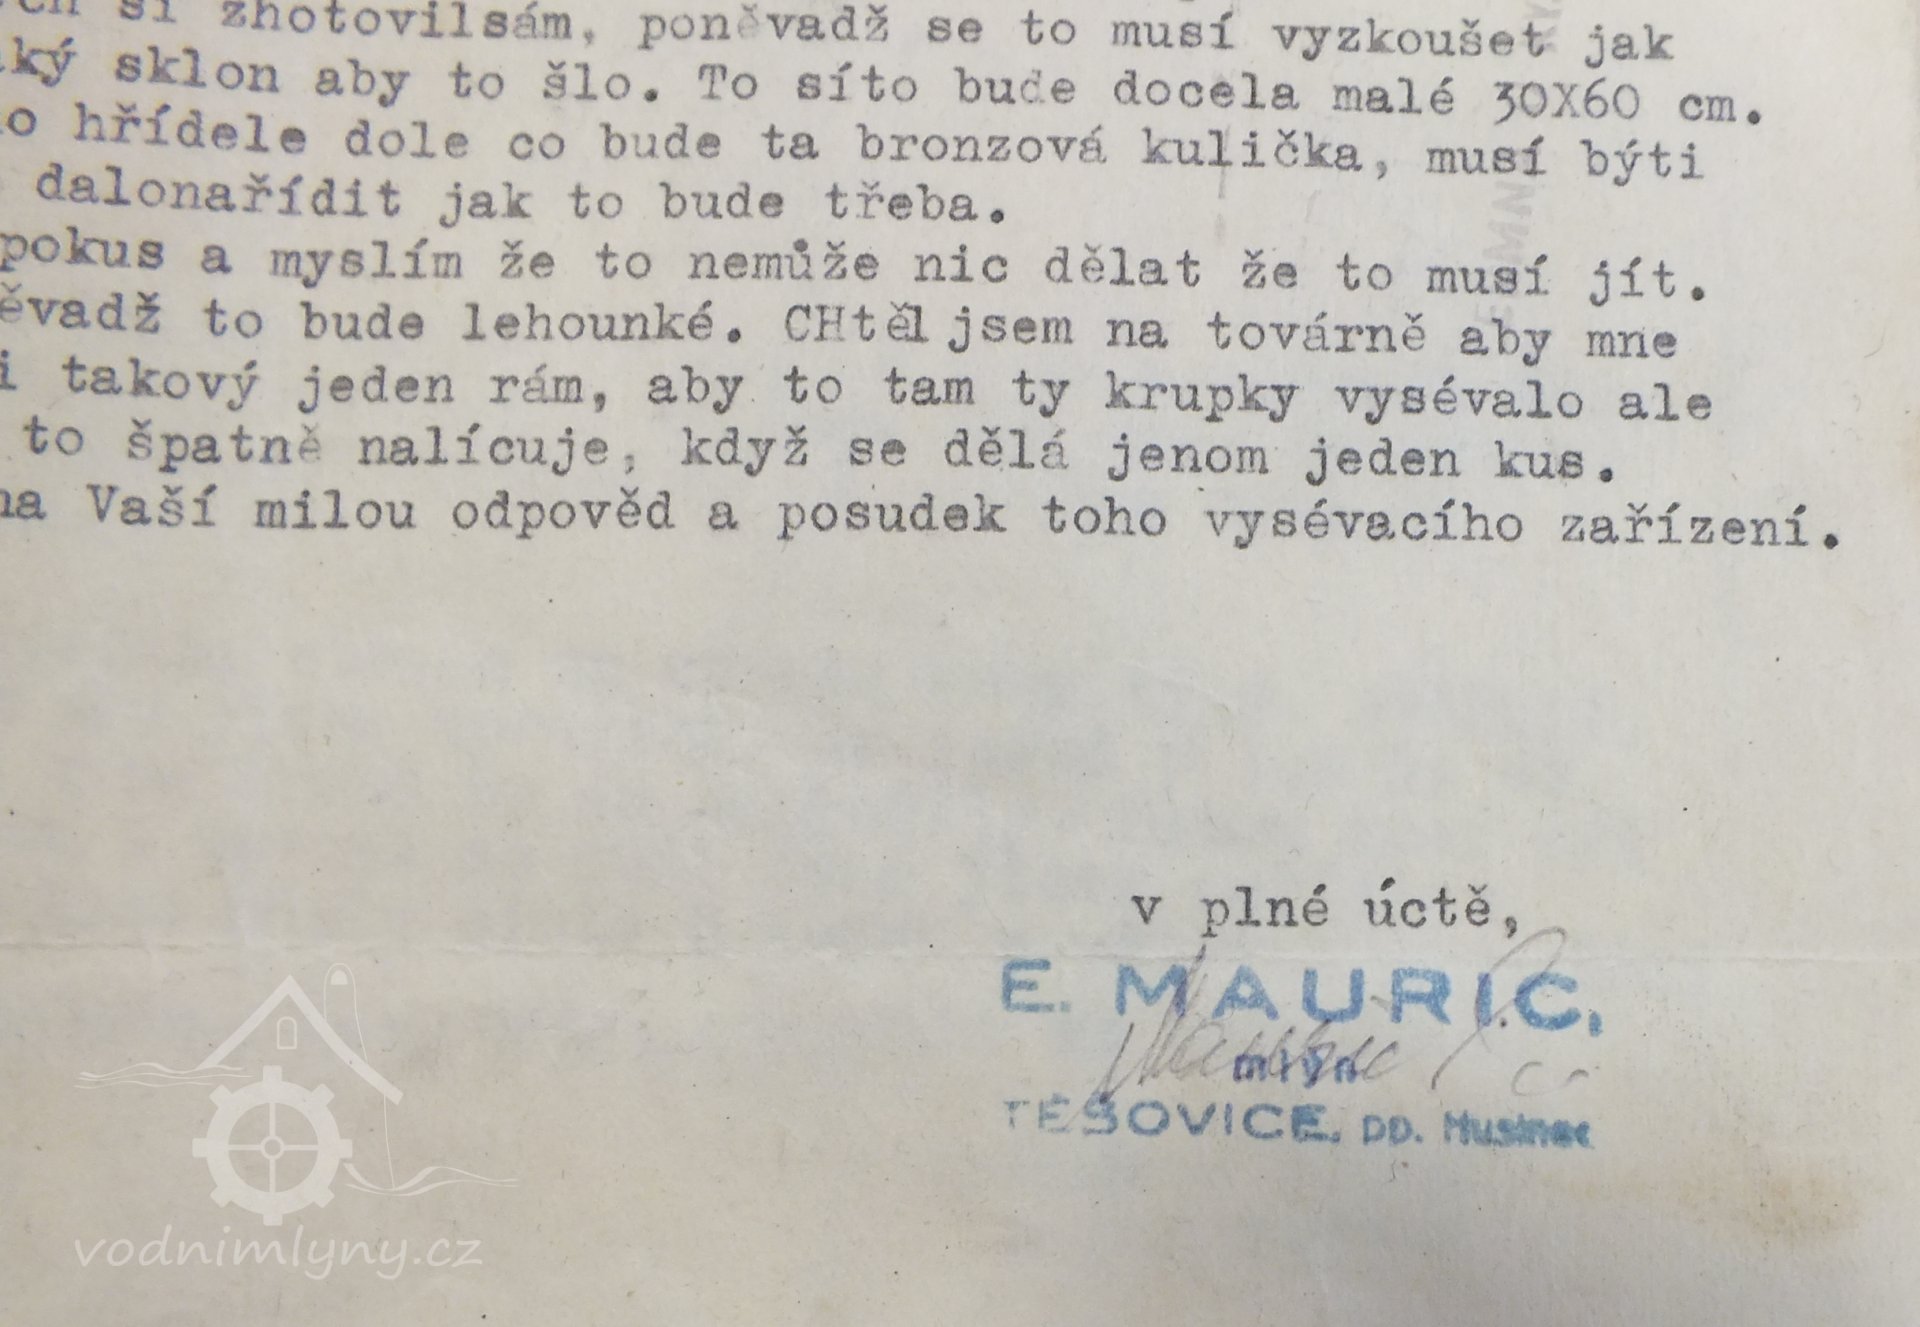 si zhotovilsám, poněvadž se to musí vyzkoušet jak
ký sklon aby to šlo. To síto bude docela malé 30X60 cm.
o hřídele dole co bude ta bronzová kulička, musí býti
dalonařídit jak to bude třeba.
pokus a myslím že to nemůže nic dělat že to musí jít.
ěvadž to bude lehounké. CHtěl jsem na továrně aby mne
i takový jeden rám, aby to tam ty krupky vysévalo ale
to špatně nalícuje, když se dělá jenom jeden kus.
na Vaší milou odpověd a posudek toho vysévacího zařízení.
v plné úctě,
E. MAURIC,
mlýn
TĚŠOVICE, pp. Husinec
vodnimlyny.cz